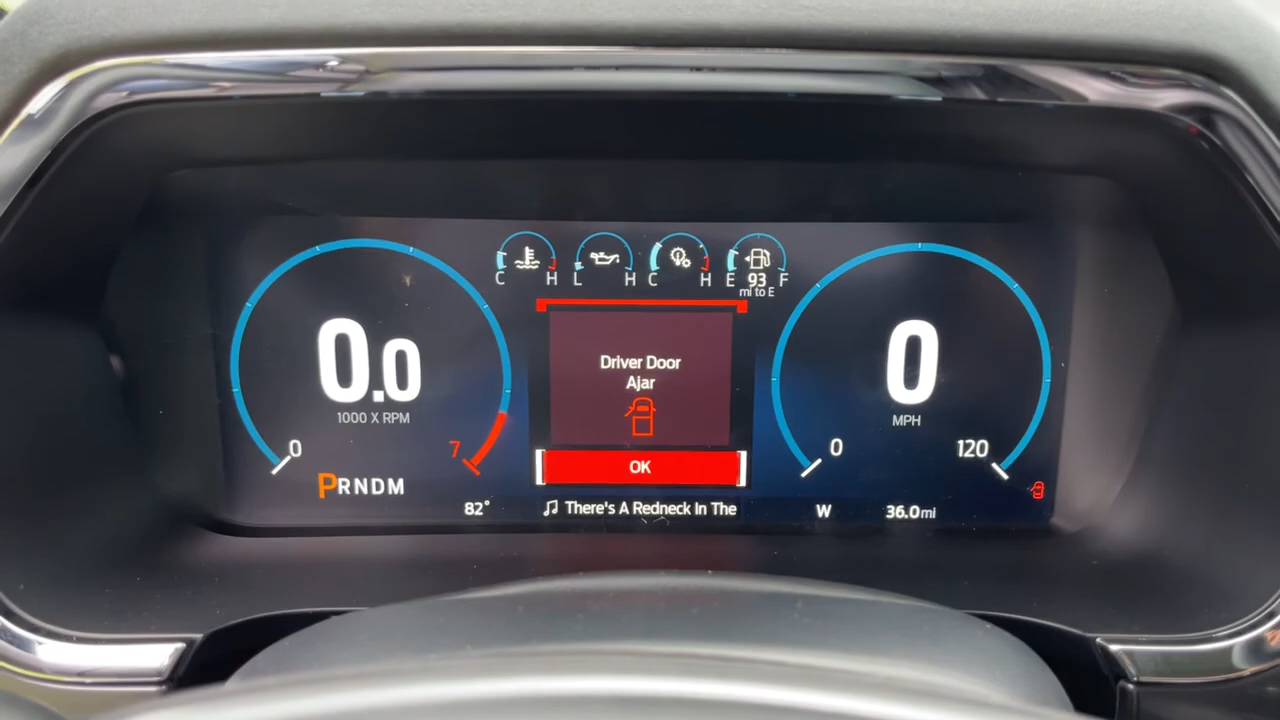 C H L H C H E 93 F
mi to E
0.0
1000 X RPM
0 7
PRNDM
82°
Driver Door
Ajar
OK
♫ There's A Redneck In The
0
MPH
0 120
W 36.0 mi